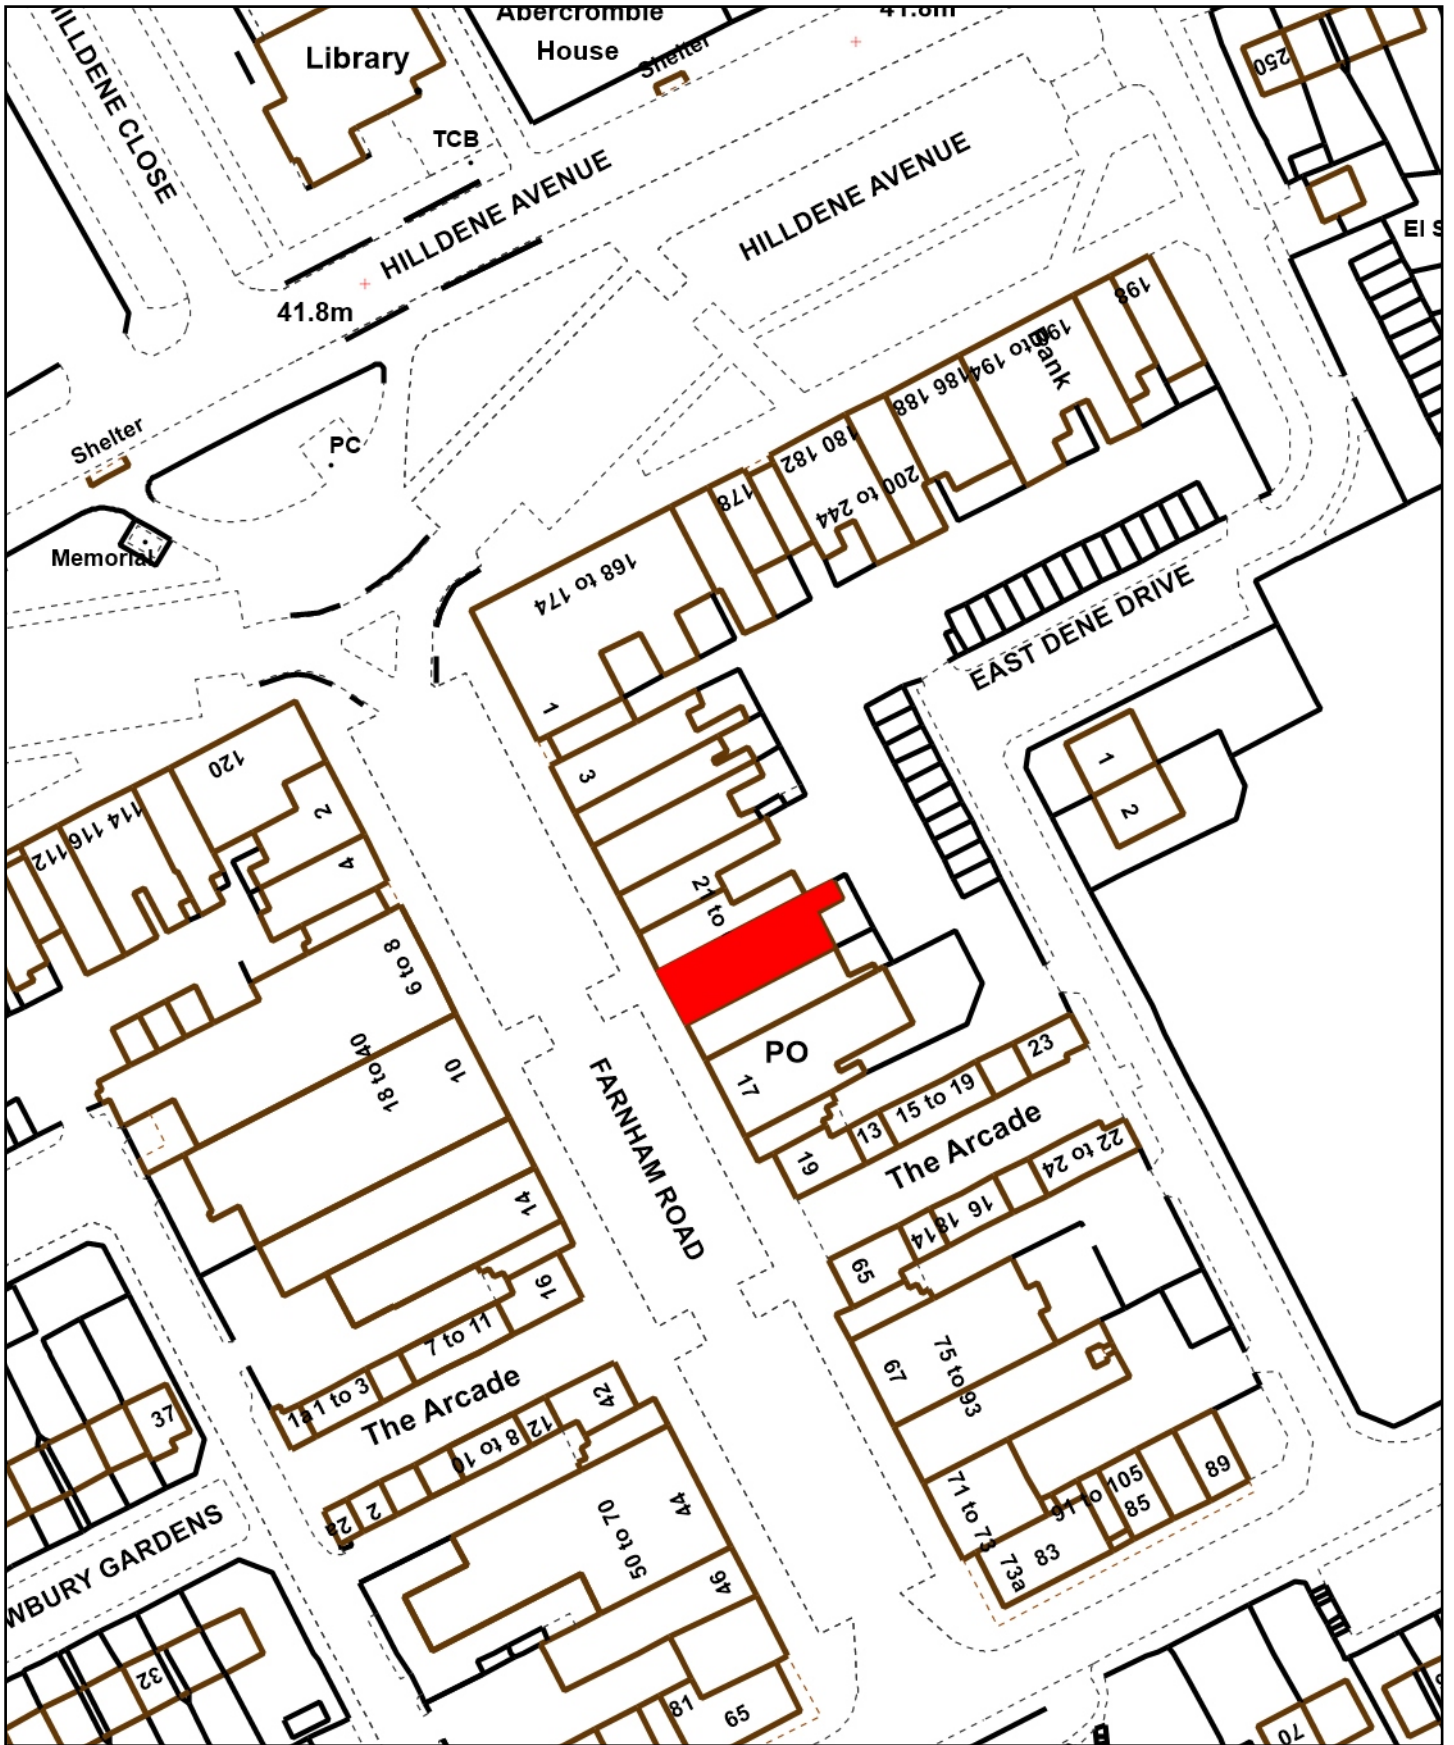 Abercrombie
House
41.8m
Library
Shelter
250
HILLDENE CLOSE
TCB
HILLDENE AVENUE
HILLDENE AVENUE
El S
41.8m
198
Bank
194 to 196
186
188
180
182
200 to 244
178
Shelter
PC
Memorial
168 to 174
EAST DENE DRIVE
1
3
1
2
120
2
4
114
116
112
21 to
6 to 8
PO
17
10
18 to 40
23
15 to 19
13
19
The Arcade
FARNHAM ROAD
22 to 24
16
18
14
65
14
16
7 to 11
1 to 3
1a
The Arcade
67
75 to 93
37
42
12
8 to 10
2
2a
44
50 to 70
46
71 to 73
73a
83
91 to 105
85
89
WBURY GARDENS
32
81
65
70